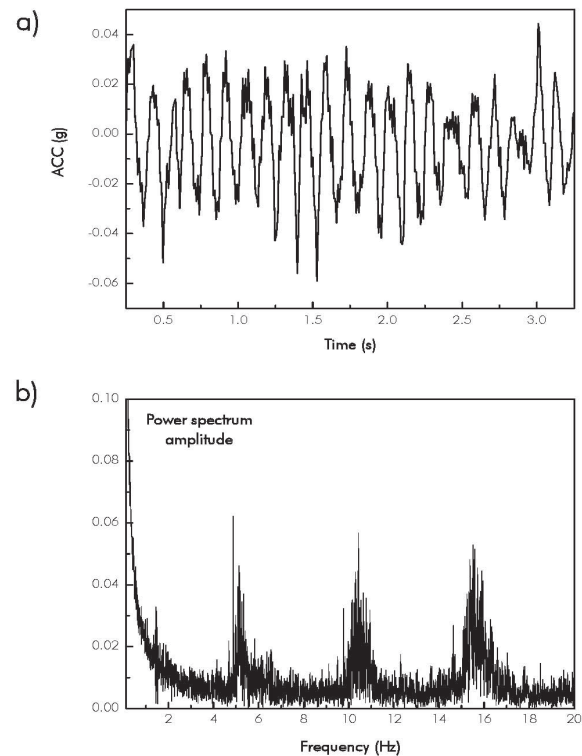 a)
0.04
0.02
0.00
-0.02
-0.04
-0.06
ACC (g)
0.5 1.0 1.5 2.0 2.5 3.0
Time (s)
b)
0.10
0.08
0.06
0.04
0.02
0.00
Power spectrum
amplitude
2 4 6 8 10 12 14 16 18 20
Frequency (Hz)